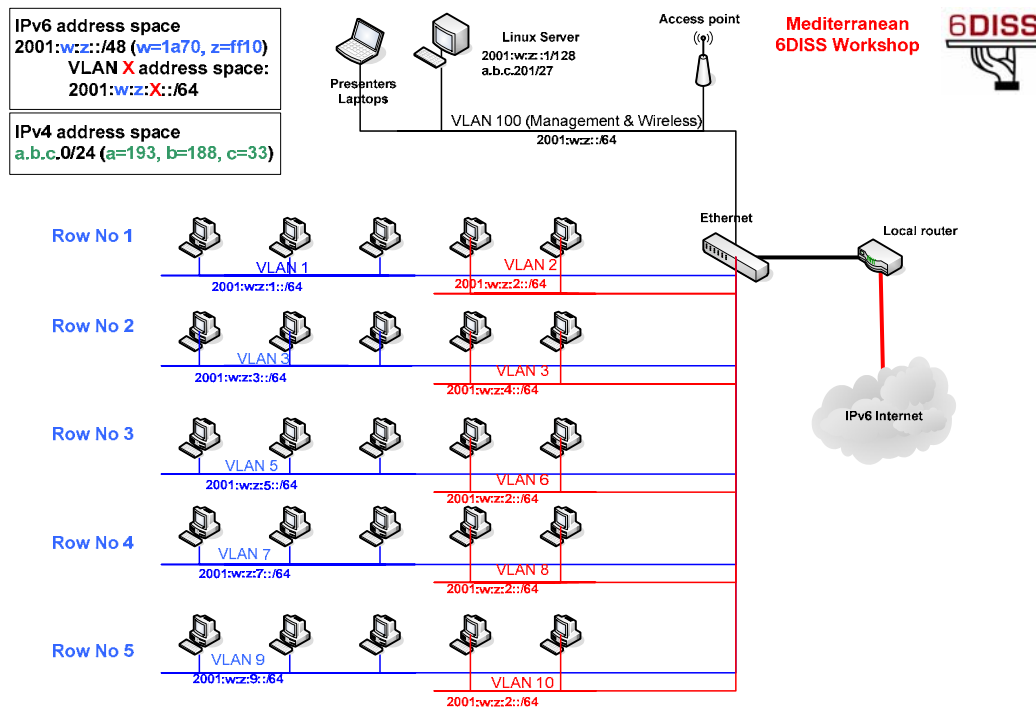 IPv6 address space
2001:w:z::/48 (w=1a70, z=ff10)
VLAN X address space:
2001:w:z:X::/64
IPv4 address space
a.b.c.0/24 (a=193, b=188, c=33)
Presenters
Laptops
Linux Server
2001:w:z::1/128
a.b.c.201/27
Access point
Mediterranean
6DISS Workshop
6DISS
VLAN 100 (Management & Wireless)
2001:w:z::/64
Ethernet
Local router
IPv6 Internet
Row No 1
VLAN 1
2001:w:z:1::/64
VLAN 2
2001:w:z:2::/64
Row No 2
VLAN 3
2001:w:z:3::/64
VLAN 3
2001:w:z:4::/64
Row No 3
VLAN 5
2001:w:z:5::/64
VLAN 6
2001:w:z:2::/64
Row No 4
VLAN 7
2001:w:z:7::/64
VLAN 8
2001:w:z:2::/64
Row No 5
VLAN 9
2001:w:z:9::/64
VLAN 10
2001:w:z:2::/64